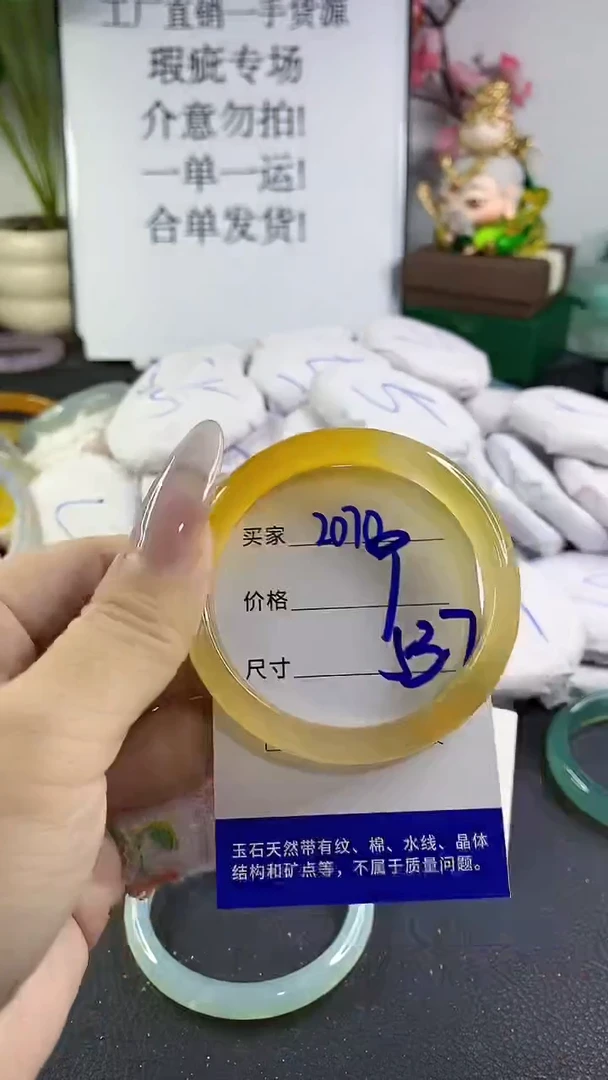 工厂直销一手货源
瑕疵专场
介意勿拍!
一单一运!
合单发货!
买家 2070
价格
尺寸 137
玉石天然带有纹、棉、水线、晶体
结构和矿点等，不属于质量问题。